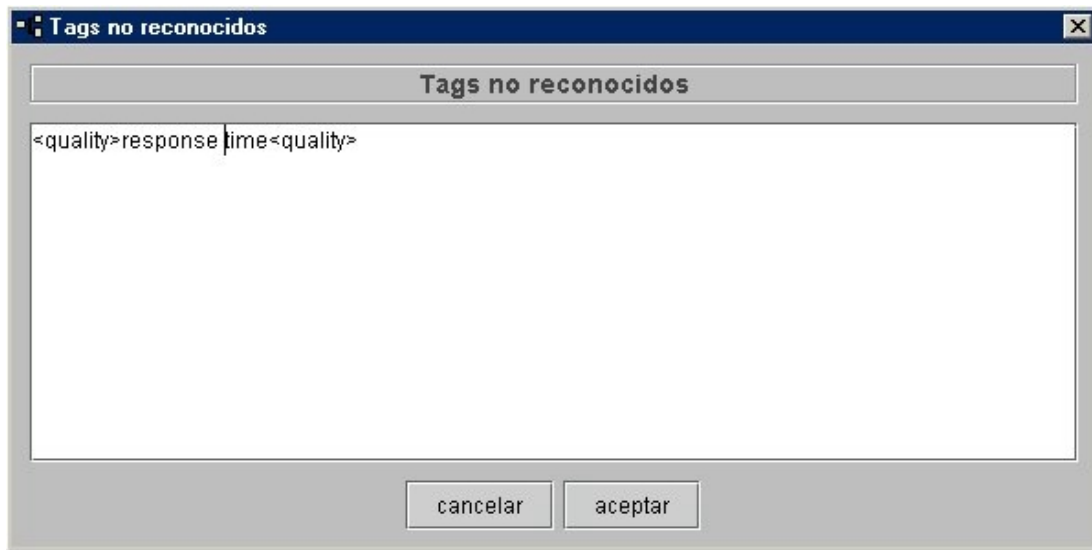 Tags no reconocidos
Tags no reconocidos
<quality>response time<quality>
cancelar aceptar